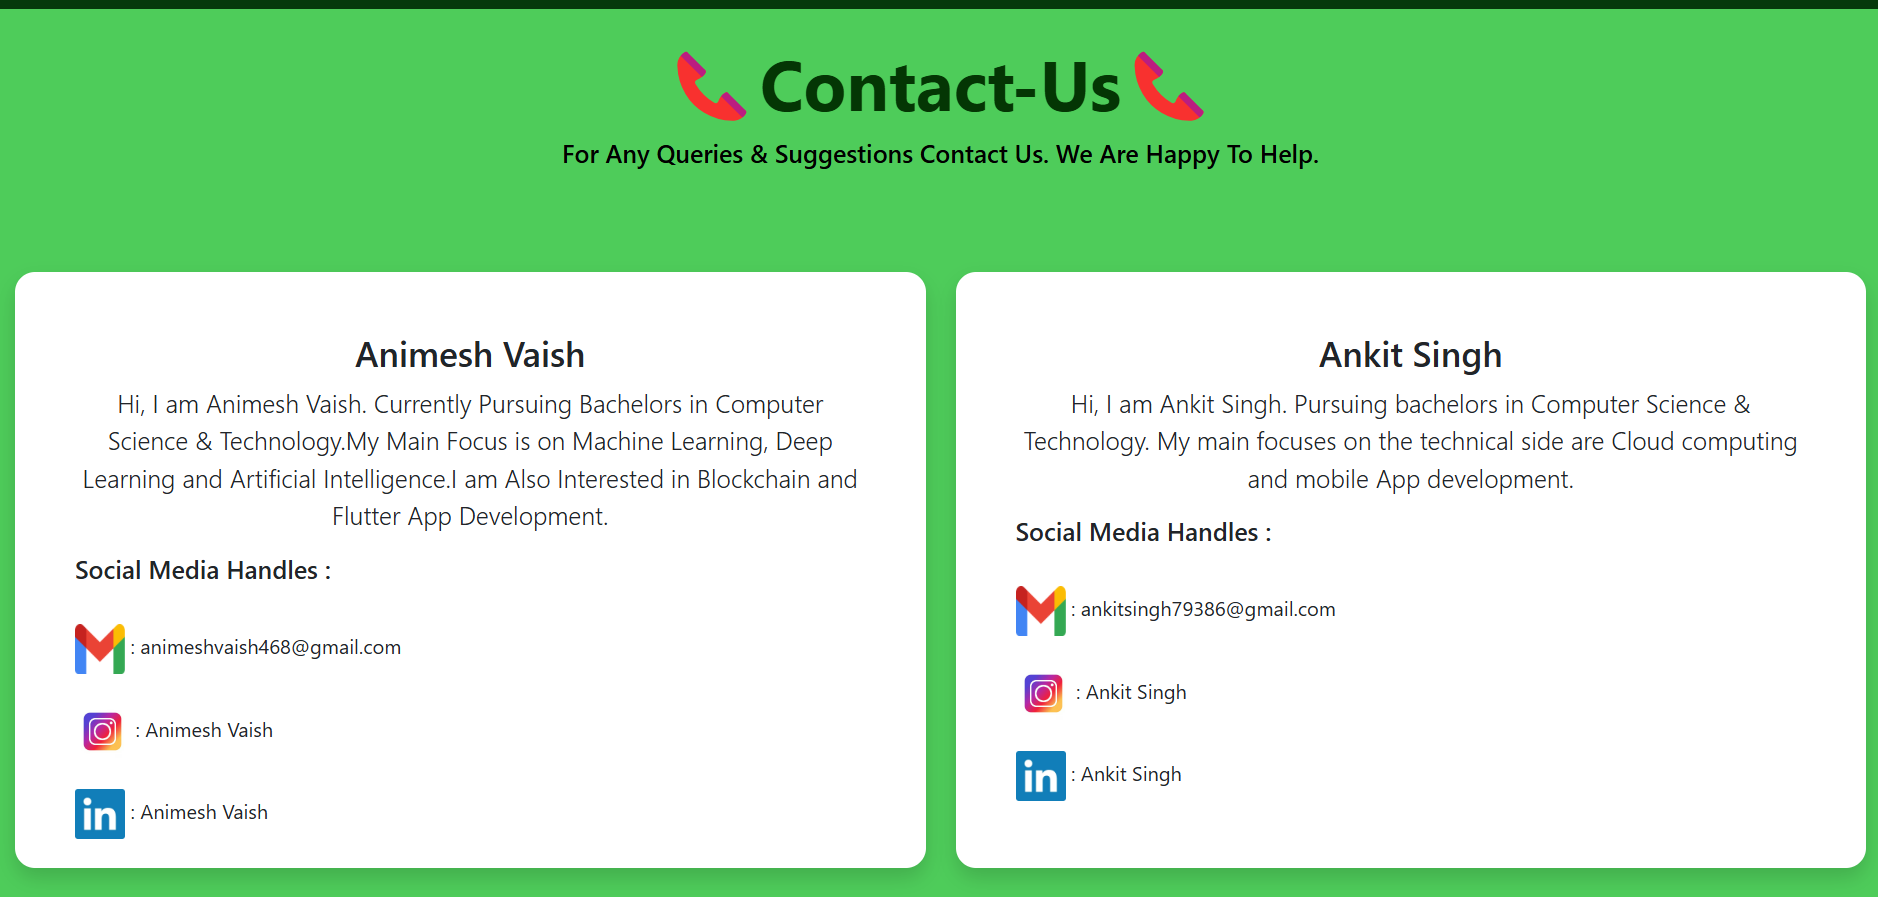 Contact-Us
For Any Queries & Suggestions Contact Us. We Are Happy To Help.
Animesh Vaish
Hi, I am Animesh Vaish. Currently Pursuing Bachelors in Computer
Science & Technology.My Main Focus is on Machine Learning, Deep
Learning and Artificial Intelligence.I am Also Interested in Blockchain and
Flutter App Development.
Social Media Handles :
: animeshvaish468@gmail.com
: Animesh Vaish
in : Animesh Vaish
Ankit Singh
Hi, I am Ankit Singh. Pursuing bachelors in Computer Science &
Technology. My main focuses on the technical side are Cloud computing
and mobile App development.
Social Media Handles :
: ankitsingh79386@gmail.com
: Ankit Singh
in : Ankit Singh